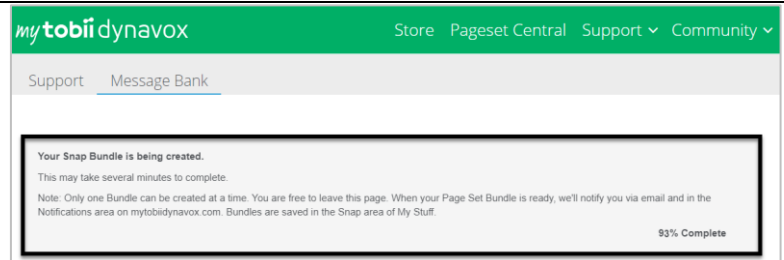 mytobiidynavox Store Pageset Central Support Community
Support Message Bank
Your Snap Bundle is being created.
This may take several minutes to complete.
Note: Only one Bundle can be created at a time. You are free to leave this page. When your Page Set Bundle is ready, we'll notify you via email and in the
Notifications area on mytobiidynavox.com. Bundles are saved in the Snap area of My Stuff.
93% Complete